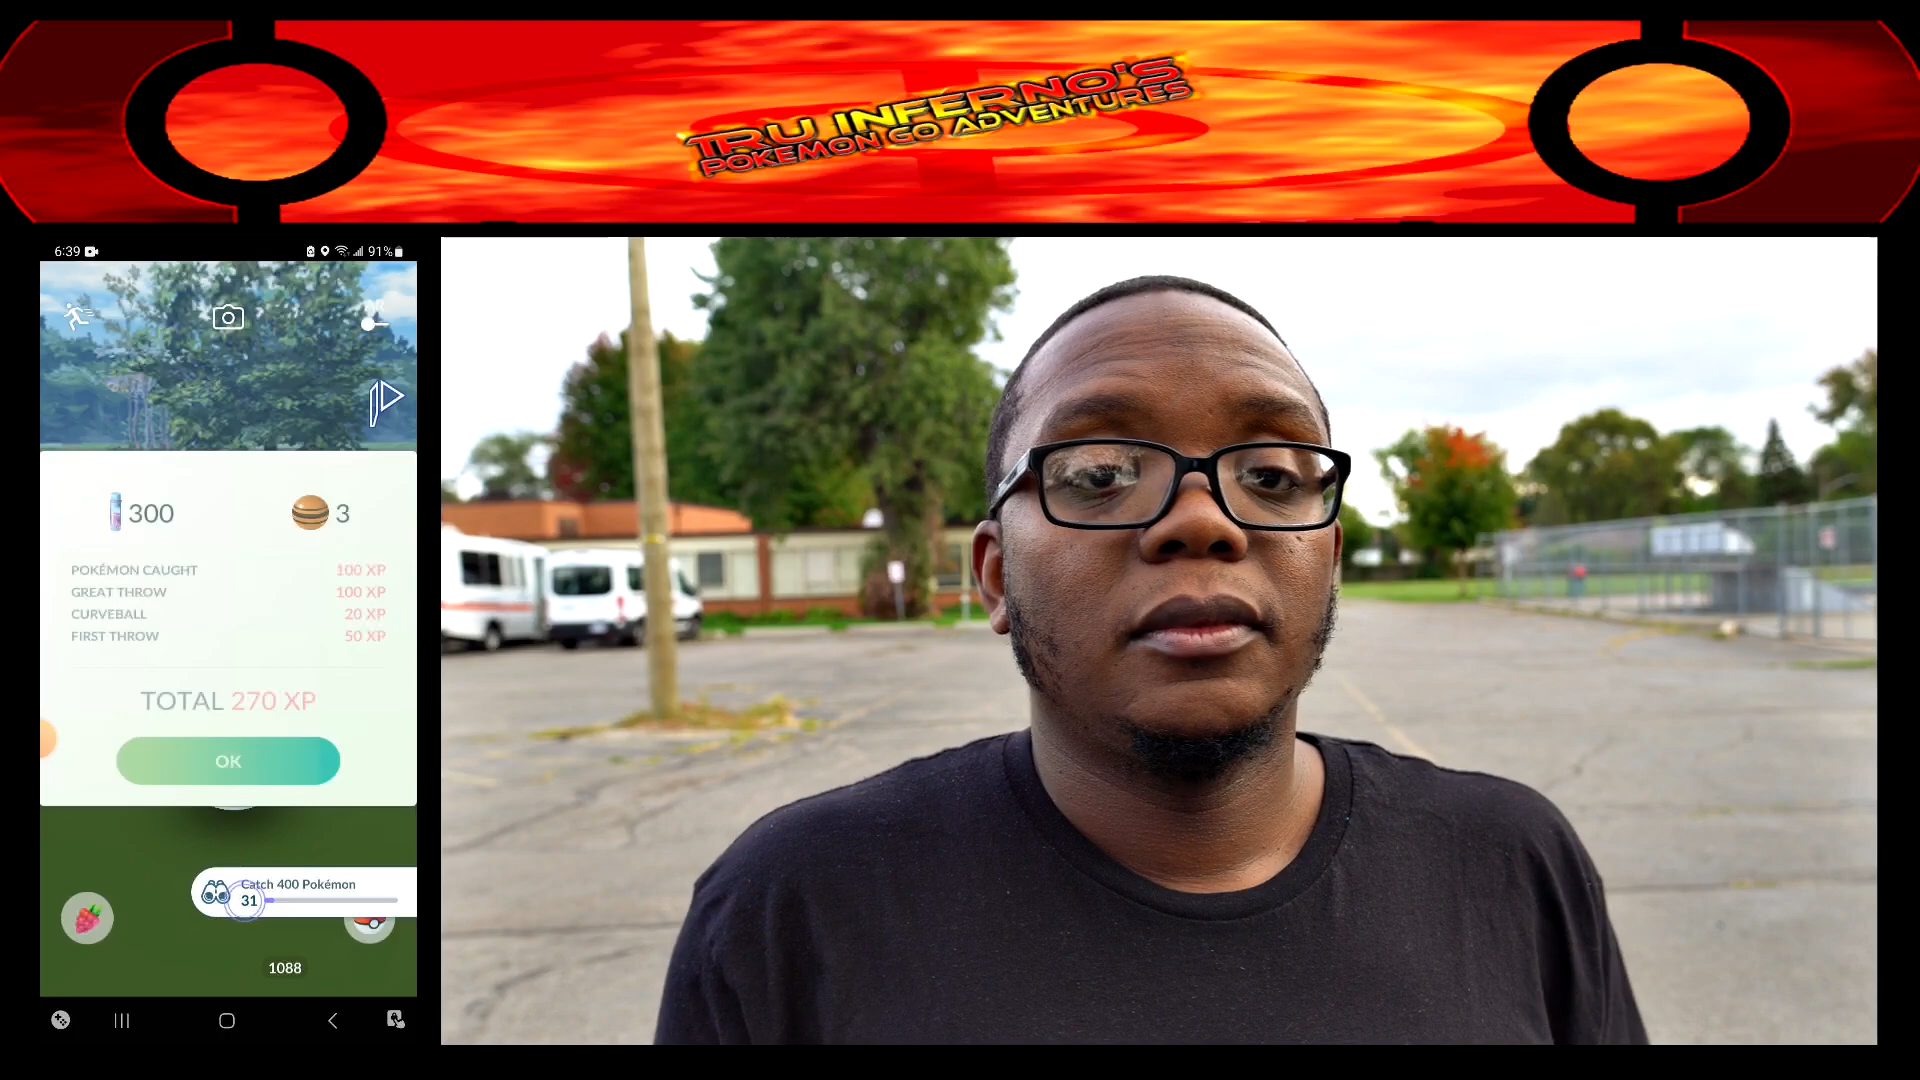 TRU INFERNO'S
POKEMON GO ADVENTURES
6:39
91%
AR
300
3
POKÉMON CAUGHT 100 XP
GREAT THROW 100 XP
CURVEBALL 20 XP
FIRST THROW 50 XP
TOTAL 270 XP
OK
Catch 400 Pokémon
31
1088